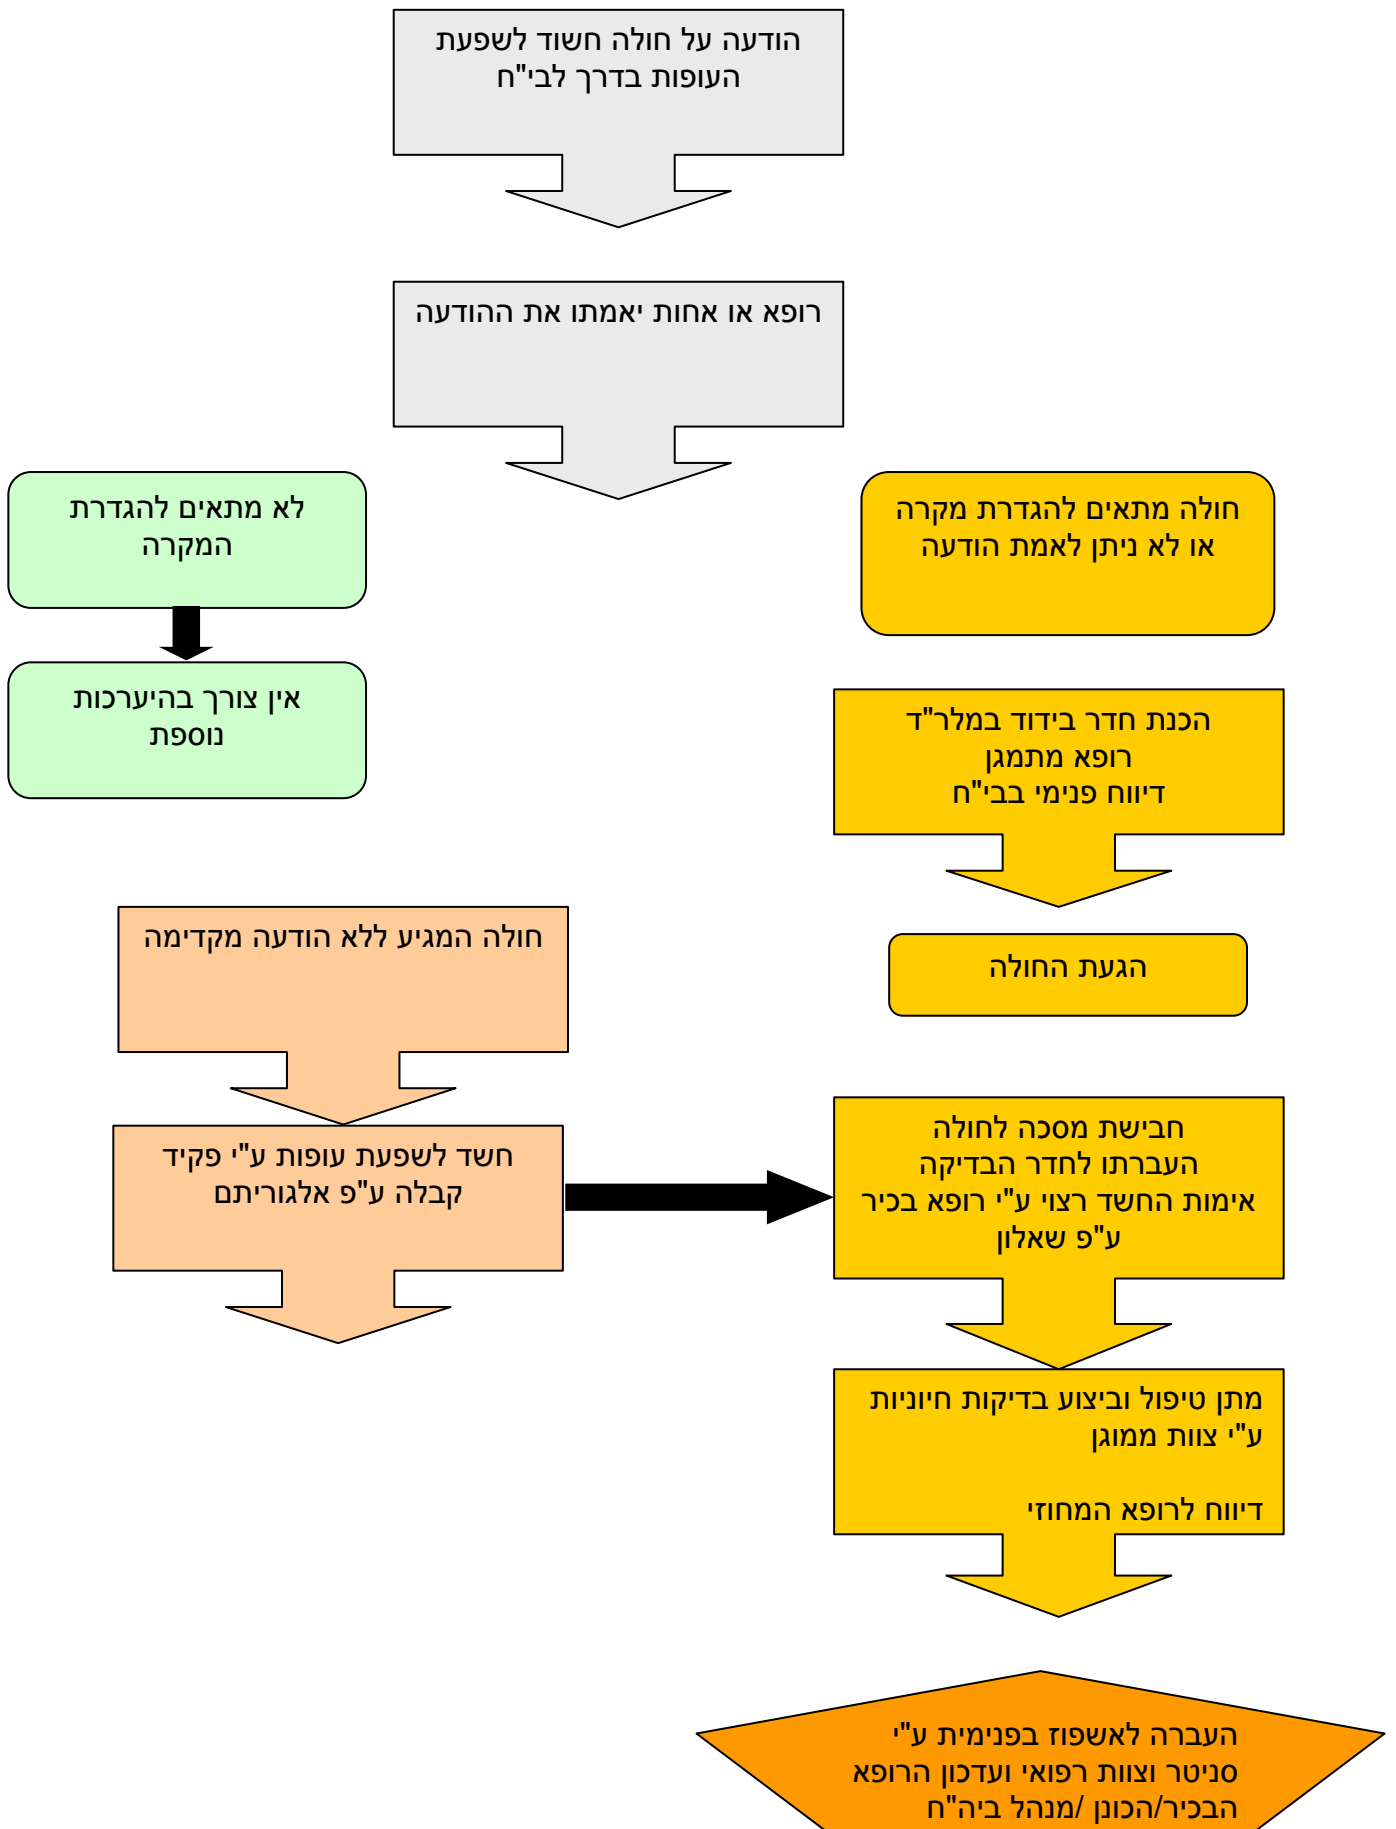 הודעה על חולה חשוד לשפעת
העופות בדרך לבי"ח
רופא או אחות יאמתו את ההודעה
חולה מתאים להגדרת מקרה
או לא ניתן לאמת הודעה
לא מתאים להגדרת
המקרה
אין צורך בהיערכות
נוספת
הכנת חדר בידוד במלר"ד
רופא מתמגן
דיווח פנימי בבי"ח
הגעת החולה
חולה המגיע ללא הודעה מקדימה
חשד לשפעת עופות ע"י פקיד
קבלה ע"פ אלגוריתם
חבישת מסכה לחולה
העברתו לחדר הבדיקה
אימות החשד רצוי ע"י רופא בכיר
ע"פ שאלון
מתן טיפול וביצוע בדיקות חיוניות
ע"י צוות ממוגן
דיווח לרופא המחוזי
העברה לאשפוז בפנימית ע"י
סניטר וצוות רפואי ועדכון הרופא
הבכיר/הכונן /מנהל ביה"ח